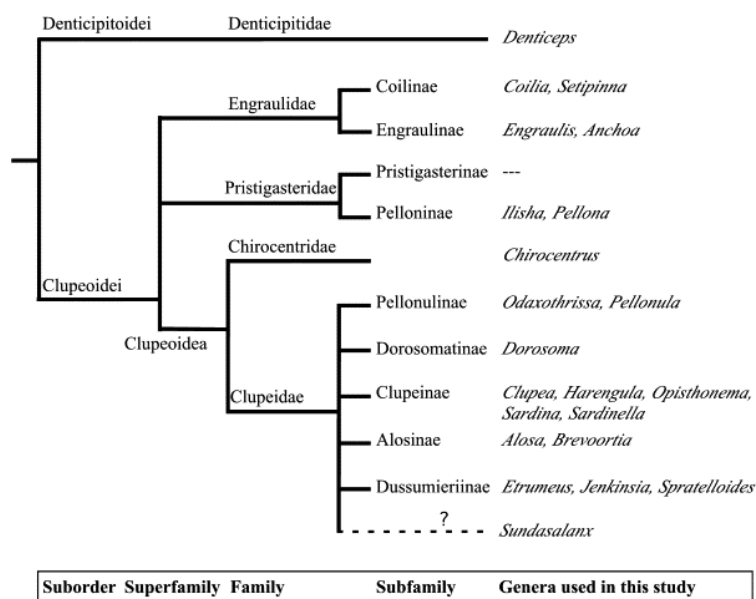 Denticipitoidei Denticipitidae Denticeps
Coilinae Coilia, Setipinna
Engraulidae
Engraulinae Engraulis, Anchoa
Pristigasterinae ---
Pristigasteridae
Pelloninae Ilisha, Pellona
Chirocentridae Chirocentrus
Clupeoidei
Pellonulinae Odaxothrissa, Pellonula
Clupeoidea
Dorosomatinae Dorosoma
Clupeidae
Clupeinae Clupea, Harengula, Opisthonema,
Sardina, Sardinella
Alosinae Alosa, Brevoortia
Dussumieriinae Etrumeus, Jenkinsia, Spratelloides
? Sundasalanx
Suborder Superfamily Family Subfamily Genera used in this study